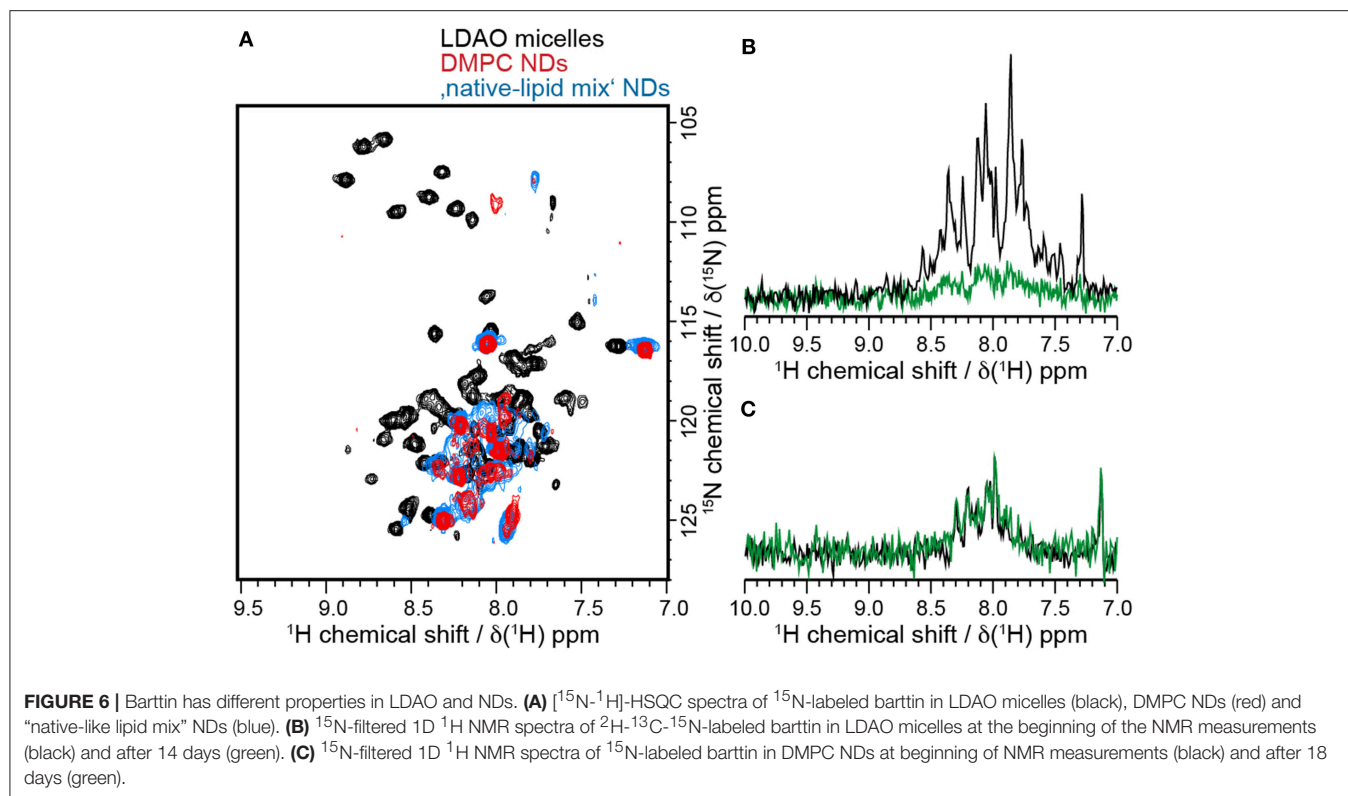 A
LDAO micelles
DMPC NDs
‚native-lipid mix‘ NDs
105
110
115
120
125
¹⁵N chemical shift / δ(¹⁵N) ppm
9.5 9.0 8.5 8.0 7.5 7.0
¹H chemical shift / δ(¹H) ppm
B
10.0 9.5 9.0 8.5 8.0 7.5 7.0
¹H chemical shift / δ(¹H) ppm
C
10.0 9.5 9.0 8.5 8.0 7.5 7.0
¹H chemical shift / δ(¹H) ppm
FIGURE 6 | Barttin has different properties in LDAO and NDs. (A) [¹⁵N-¹H]-HSQC spectra of ¹⁵N-labeled barttin in LDAO micelles (black), DMPC NDs (red) and
“native-like lipid mix” NDs (blue). (B) ¹⁵N-filtered 1D ¹H NMR spectra of ²H-¹³C-¹⁵N-labeled barttin in LDAO micelles at the beginning of the NMR measurements
(black) and after 14 days (green). (C) ¹⁵N-filtered 1D ¹H NMR spectra of ¹⁵N-labeled barttin in DMPC NDs at beginning of NMR measurements (black) and after 18
days (green).